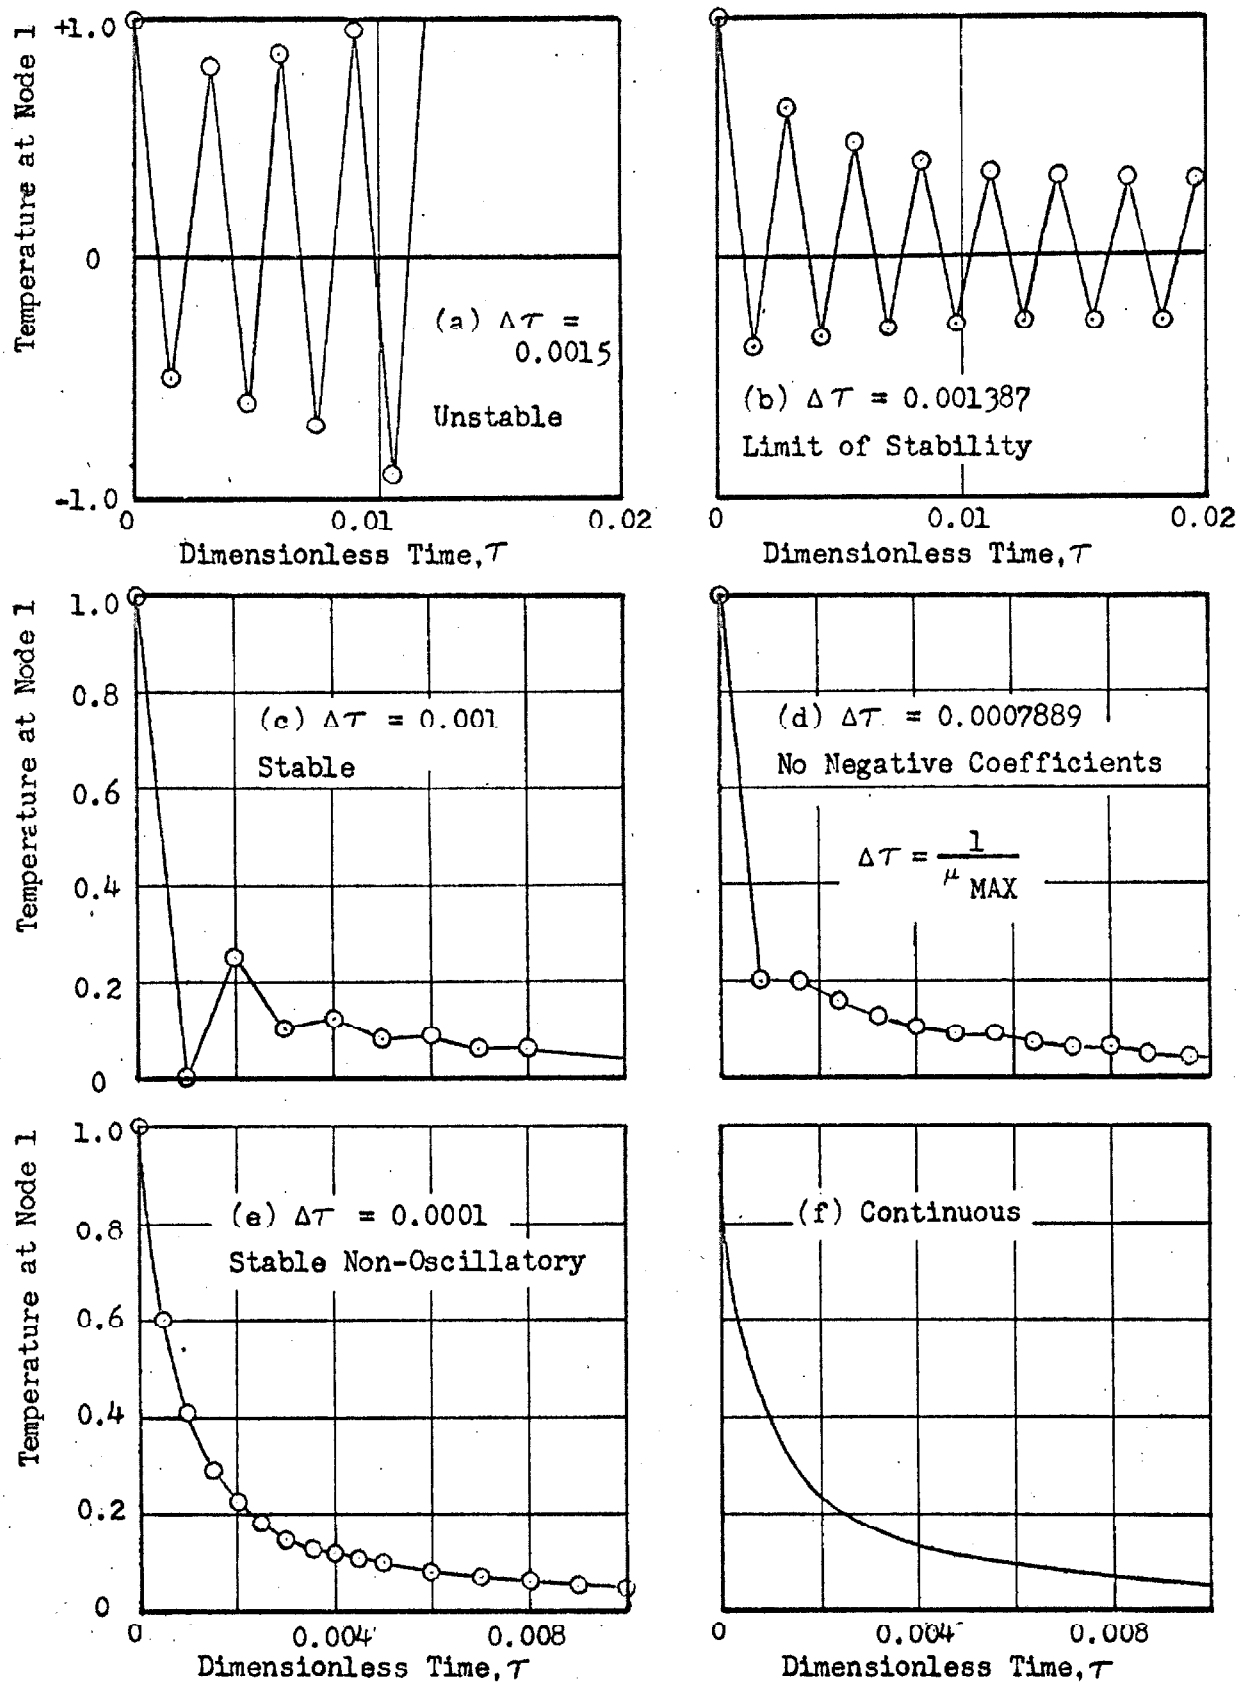 Temperature at Node 1
+1.0
0
-1.0
0
0.01
0.02
Dimensionless Time, τ
(a) Δτ =
0.0015
Unstable
0
0.01
0.02
Dimensionless Time, τ
(b) Δτ = 0.001387
Limit of Stability
Temperature at Node 1
1.0
0.8
0.6
0.4
0.2
0
(c) Δτ = 0.001
Stable
(d) Δτ = 0.0007889
No Negative Coefficients
Δτ = 1
μ MAX
Temperature at Node 1
1.0
0.8
0.6
0.4
0.2
0
(e) Δτ = 0.0001
Stable Non-Oscillatory
0
0.004
0.008
Dimensionless Time, τ
(f) Continuous
0
0.004
0.008
Dimensionless Time, τ